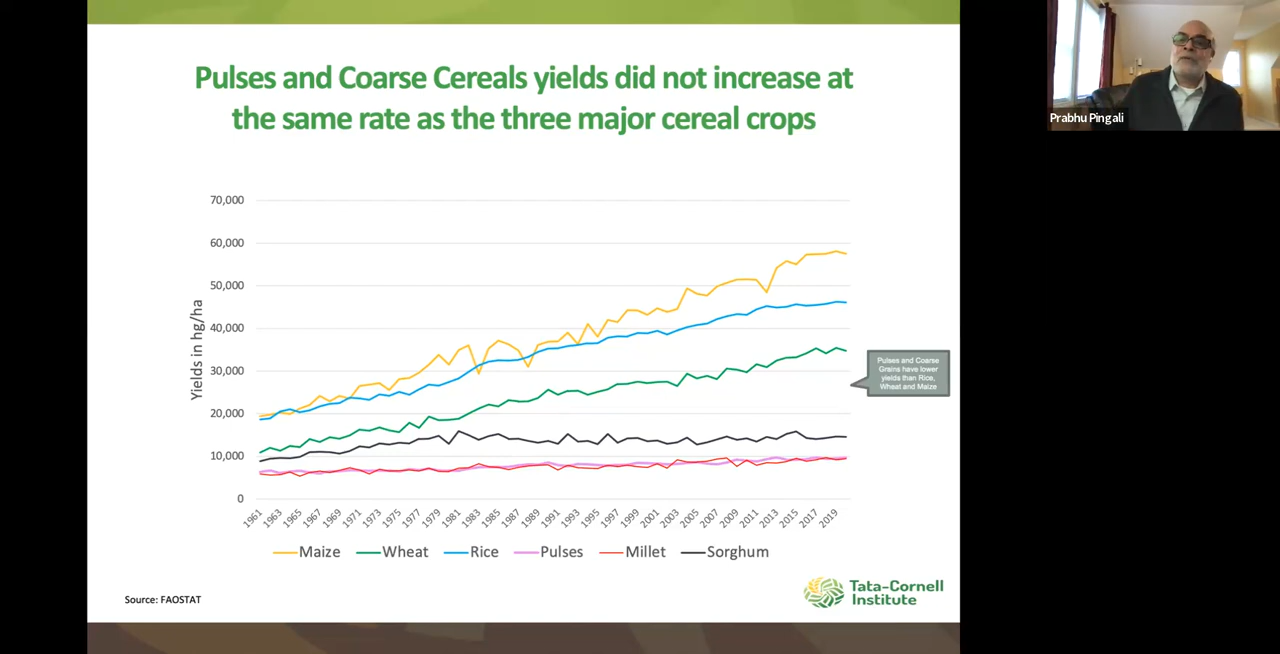 Pulses and Coarse Cereals yields did not increase at
the same rate as the three major cereal crops
Prabhu Pingali
70,000
60,000
50,000
40,000
30,000
20,000
10,000
0
Yields in hg/ha
Pulses and Coarse
Grains have lower
yields than Rice,
Wheat and Maize
1961 1963 1965 1967 1969 1971 1973 1975 1977 1979 1981 1983 1985 1987 1989 1991 1993 1995 1997 1999 2001 2003 2005 2007 2009 2011 2013 2015 2017 2019
Maize Wheat Rice Pulses Millet Sorghum
Source: FAOSTAT
Tata-Cornell
Institute